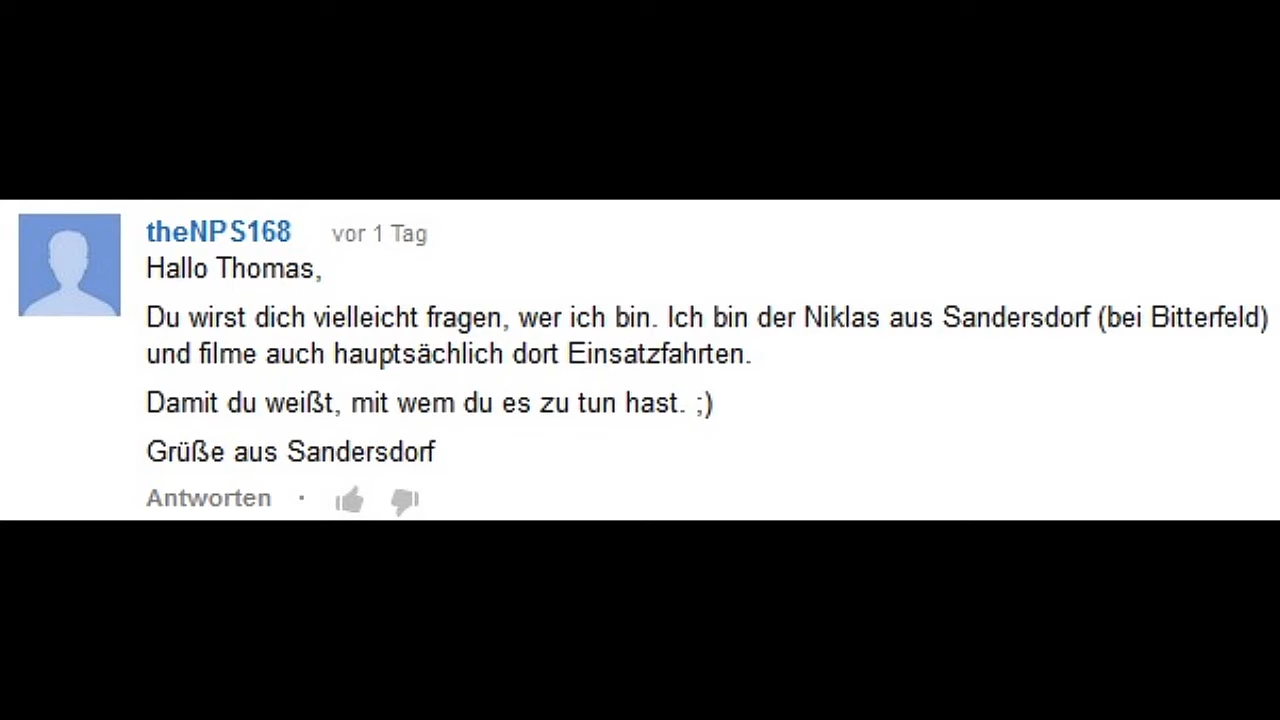 theNPS168 vor 1 Tag
Hallo Thomas,
Du wirst dich vielleicht fragen, wer ich bin. Ich bin der Niklas aus Sandersdorf (bei Bitterfeld)
und filme auch hauptsächlich dort Einsatzfahrten.
Damit du weißt, mit wem du es zu tun hast. ;)
Grüße aus Sandersdorf
Antworten ·